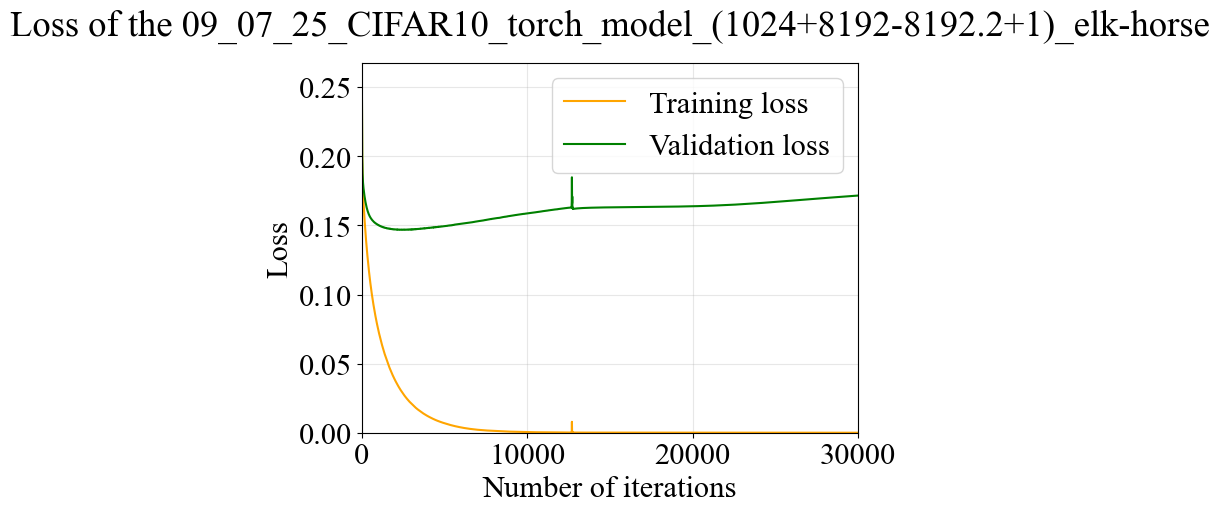 Loss of the 09_07_25_CIFAR10_torch_model_(1024+8192-8192.2+1)_elk-horse
0.25
0.20
0.15
0.10
0.05
0.00
Loss
Training loss
Validation loss
0 10000 20000 30000
Number of iterations